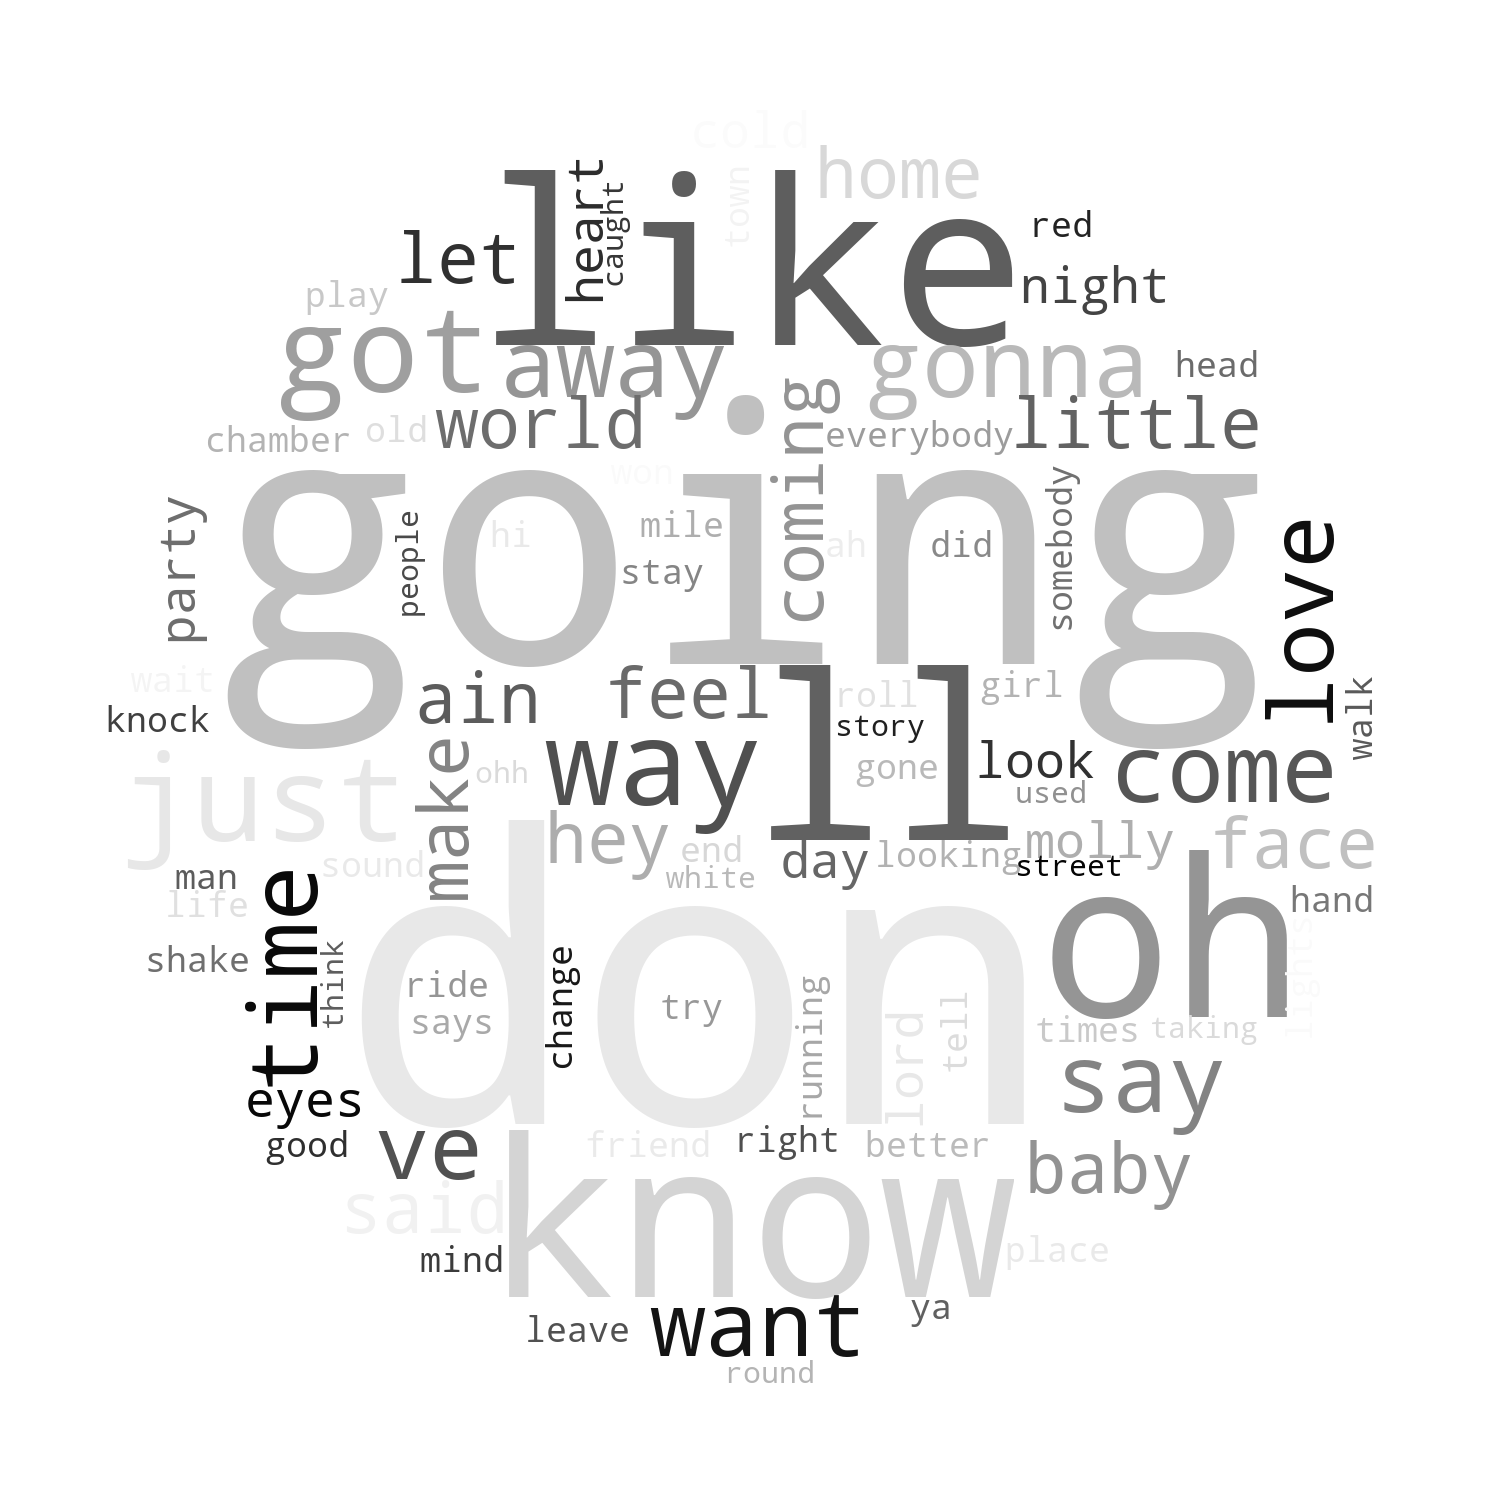 cold
home
town
like
heart
caught
red
let
night
play
got
away
gonna
head
world
little
chamber
old
everybody
coming
going
won
party
people
hi
mile
ah
did
somebody
stay
love
wait
knock
ain
feel
ll
roll
girl
walk
story
way
look
come
just
make
ohh
gone
used
hey
end
day
looking
molly
face
man
sound
white
street
life
time
don
oh
hand
shake
think
ride
change
try
running
lord
tell
lights
says
times
taking
say
eyes
good
ve
friend
right
better
baby
said
know
mind
place
leave
want
ya
round